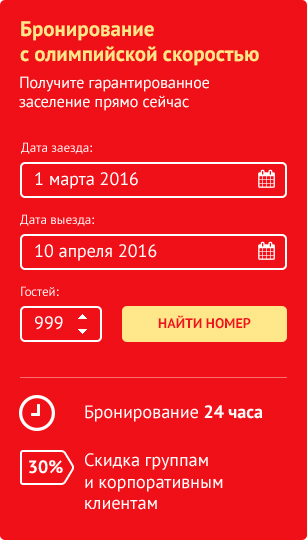 Бронирование
с олимпийской скоростью
Получите гарантированное
заселение прямо сейчас
Дата заезда:
1 марта 2016
Дата выезда:
10 апреля 2016
Гостей:
999
НАЙТИ НОМЕР
Бронирование 24 часа
30%
Скидка группам
и корпоративным
клиентам